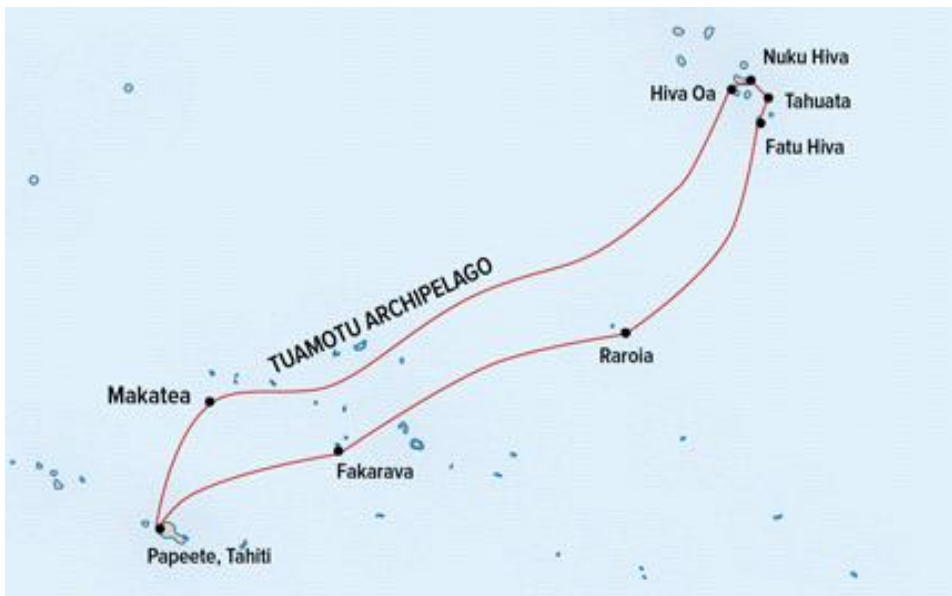 Nuku Hiva
Hiva Oa
Tahuata
Fatu Hiva
TUAMOTU ARCHIPELAGO
Raroia
Makatea
Fakarava
Papeete, Tahiti